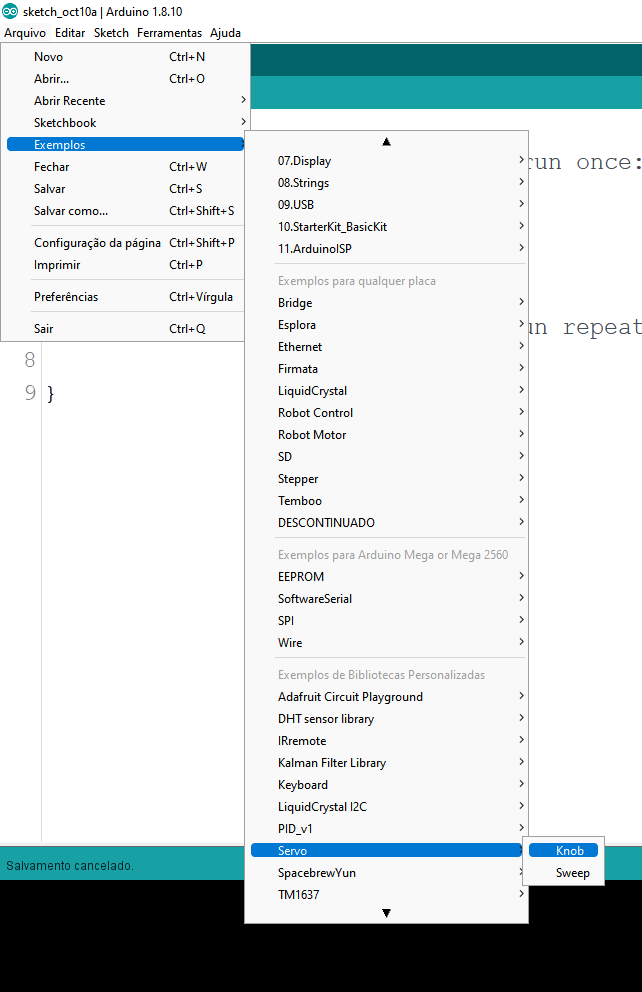 sketch_oct10a | Arduino 1.8.10
Arquivo Editar Sketch Ferramentas Ajuda
Novo Ctrl+N
Abrir... Ctrl+O
Abrir Recente
Sketchbook
Exemplos
Fechar Ctrl+W
Salvar Ctrl+S
Salvar como... Ctrl+Shift+S
Configuração da página Ctrl+Shift+P
Imprimir Ctrl+P
Preferências Ctrl+Vírgula
Sair Ctrl+Q
07.Display
08.Strings
09.USB
10.StarterKit_BasicKit
11.ArduinoISP
Exemplos para qualquer placa
Bridge
Esplora
Ethernet
Firmata
LiquidCrystal
Robot Control
Robot Motor
SD
Stepper
Temboo
DESCONTINUADO
Exemplos para Arduino Mega or Mega 2560
EEPROM
SoftwareSerial
SPI
Wire
Exemplos de Bibliotecas Personalizadas
Adafruit Circuit Playground
DHT sensor library
IRremote
Kalman Filter Library
Keyboard
LiquidCrystal I2C
PID_v1
Servo
SpacebrewYun
TM1637
Knob
Sweep
run once:
un repeat
8
9 }
Salvamento cancelado.